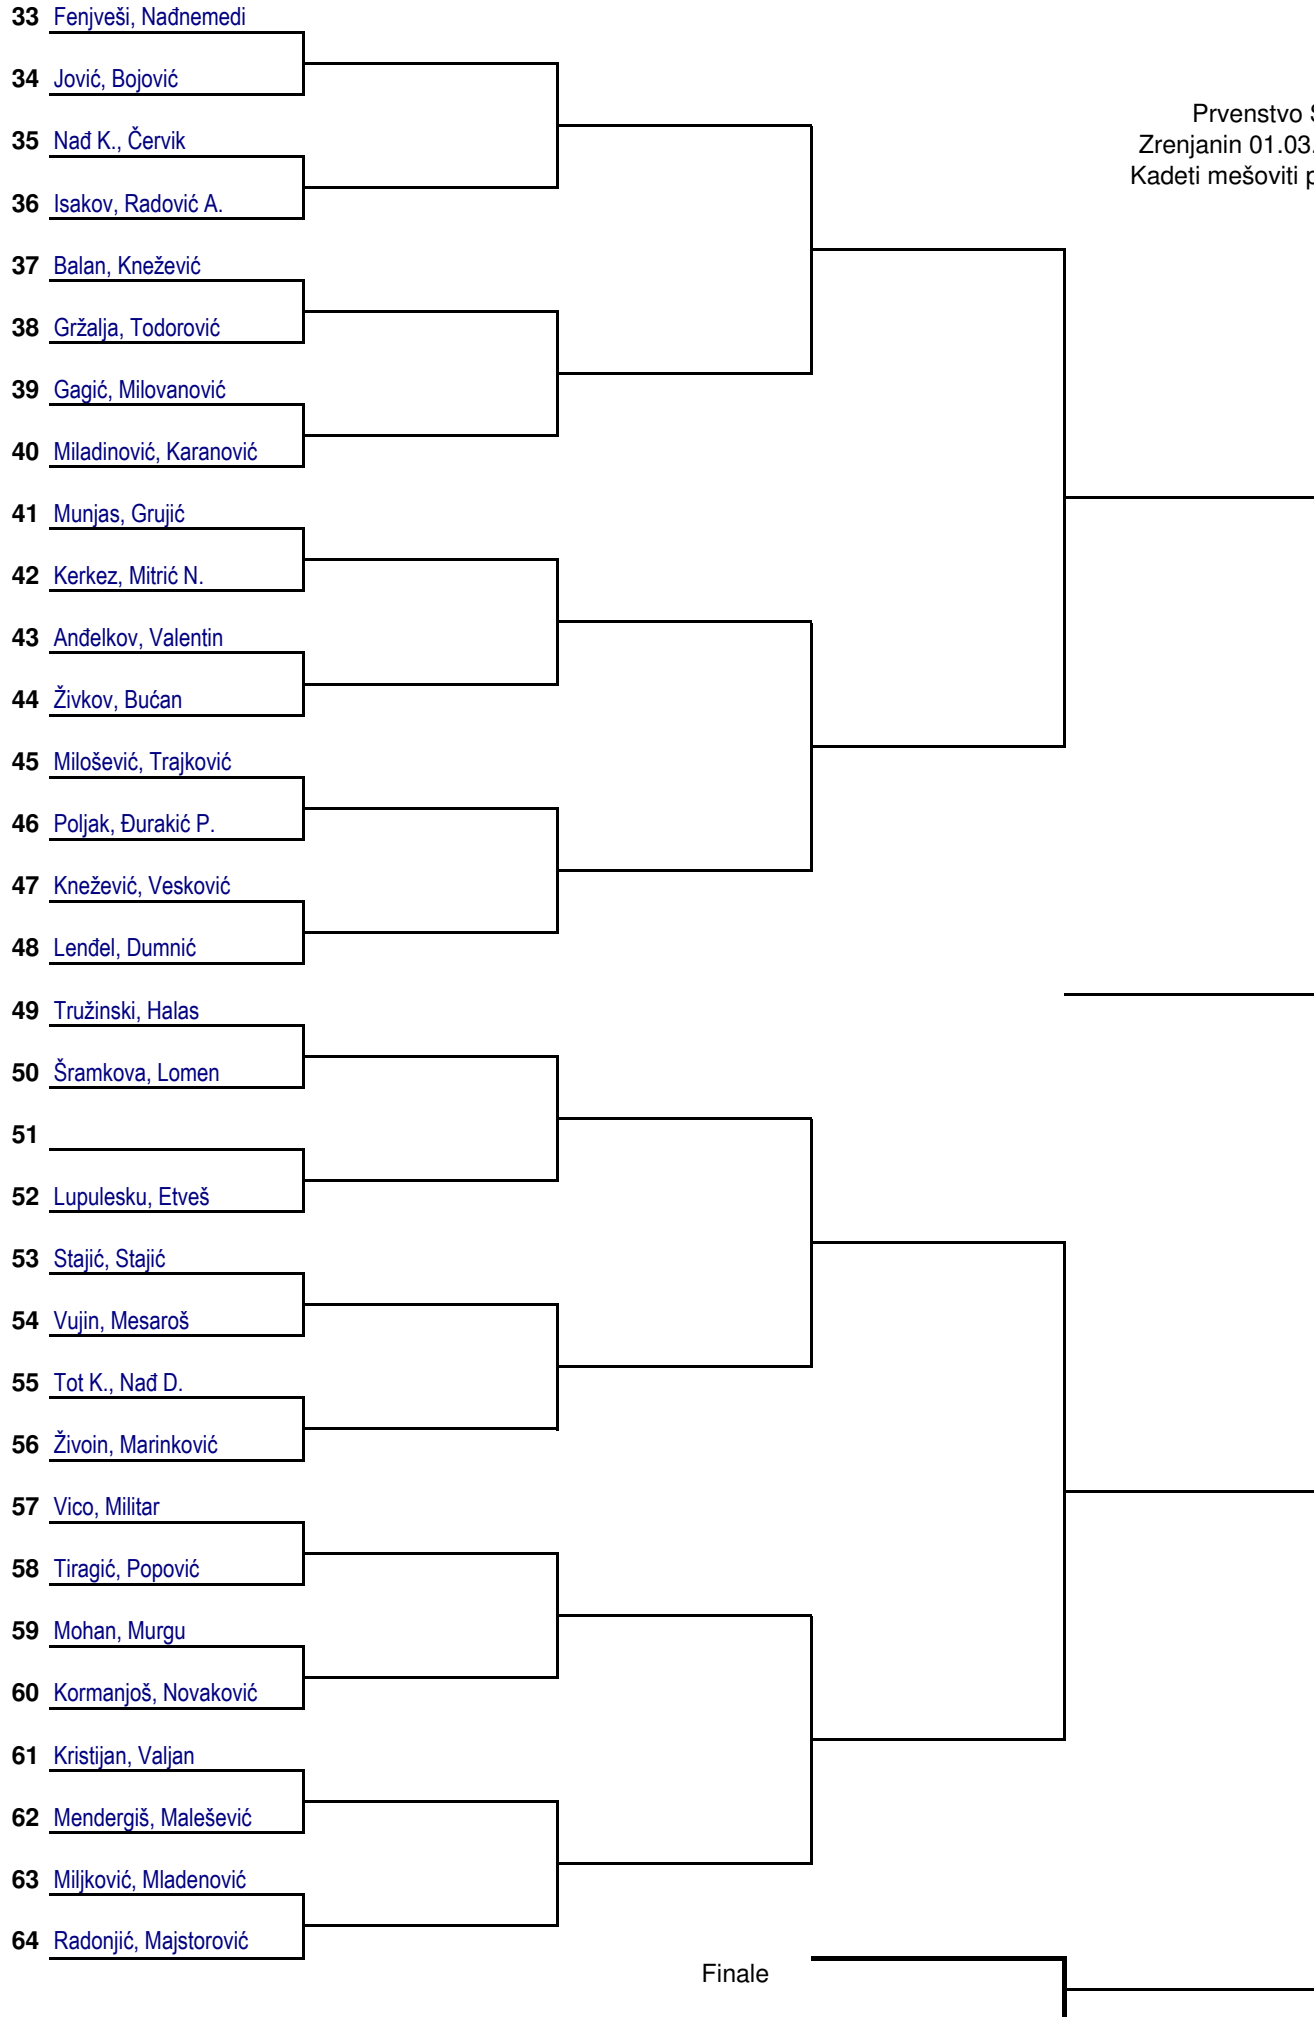 33 Fenjveši, Nađnemedi
34 Jović, Bojović
Prvenstvo
35 Nađ K., Červik
Zrenjanin 01.03.
Kadeti mešoviti
36 Isakov, Radović A.
37 Balan, Knežević
38 Gržalja, Todorović
39 Gagić, Milovanović
40 Miladinović, Karanović
41 Munjas, Grujić
42 Kerkez, Mitrić N.
43 Anđelkov, Valentin
44 Živkov, Bućan
45 Milošević, Trajković
46 Poljak, Đurakić P.
47 Knežević, Vesković
48 Lenđel, Dumnić
49 Tružinski, Halas
50 Šramkova, Lomen
51
52 Lupulesku, Etveš
53 Stajić, Stajić
54 Vujin, Mesaroš
55 Tot K., Nađ D.
56 Živoin, Marinković
57 Vico, Militar
58 Tiragić, Popović
59 Mohan, Murgu
60 Kormanjoš, Novaković
61 Kristijan, Valjan
62 Mendergiš, Malešević
63 Miljković, Mladenović
64 Radonjić, Majstorović
Finale